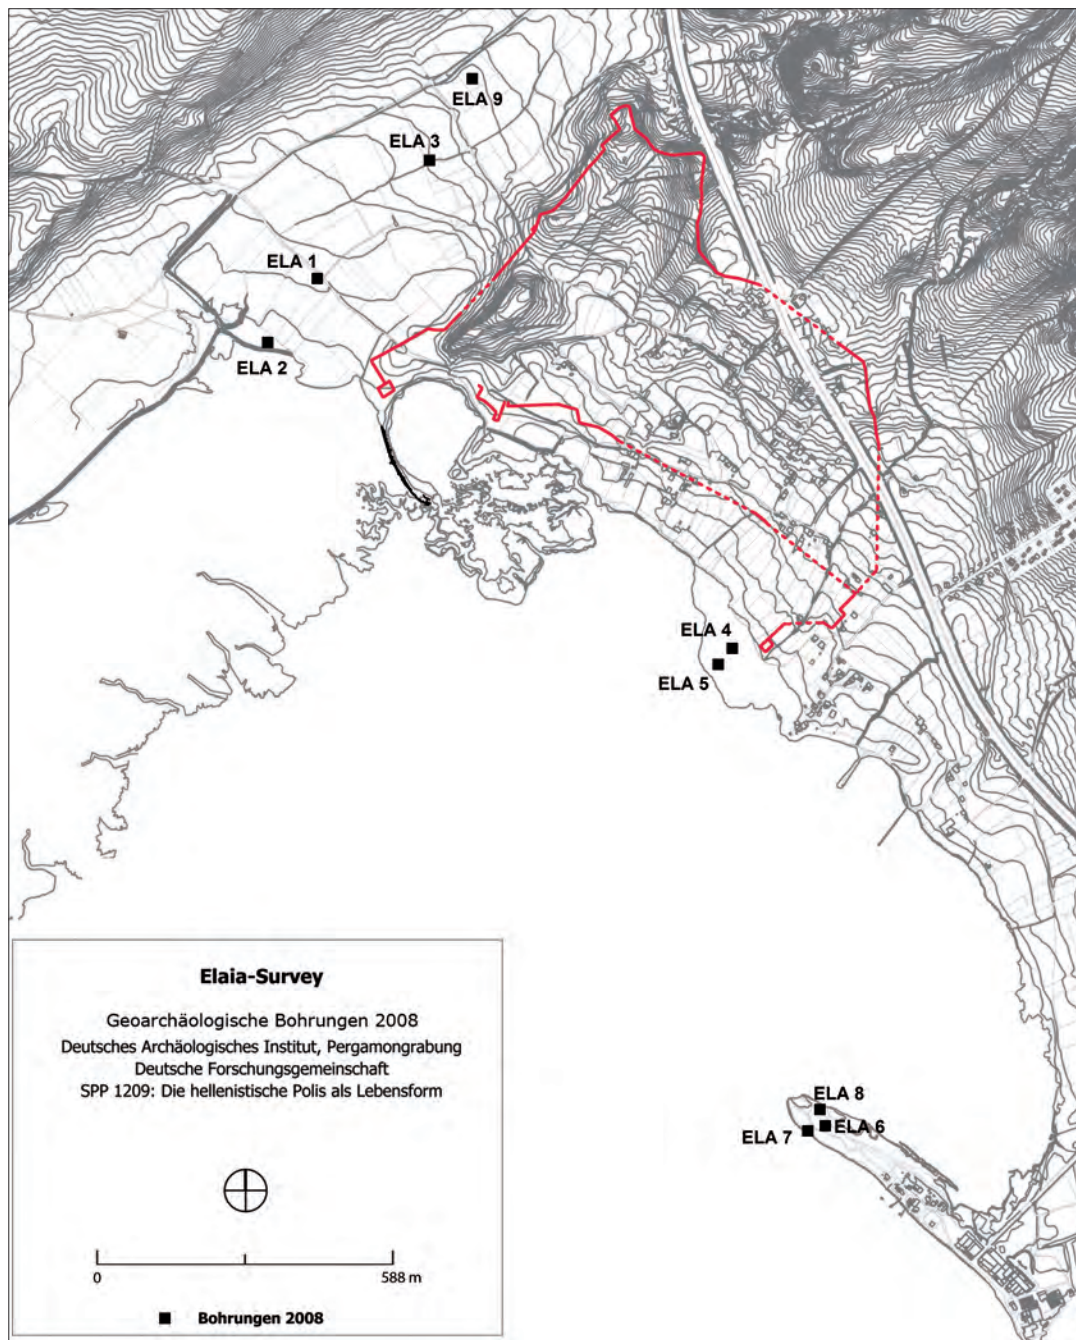 ELA 9
ELA 3
ELA 1
ELA 2
ELA 4
ELA 5
ELA 8
ELA 6
ELA 7
Elaia-Survey
Geoarchäologische Bohrungen 2008
Deutsches Archäologisches Institut, Pergamongrabung
Deutsche Forschungsgemeinschaft
SPP 1209: Die hellenistische Polis als Lebensform
0 588 m
Bohrungen 2008